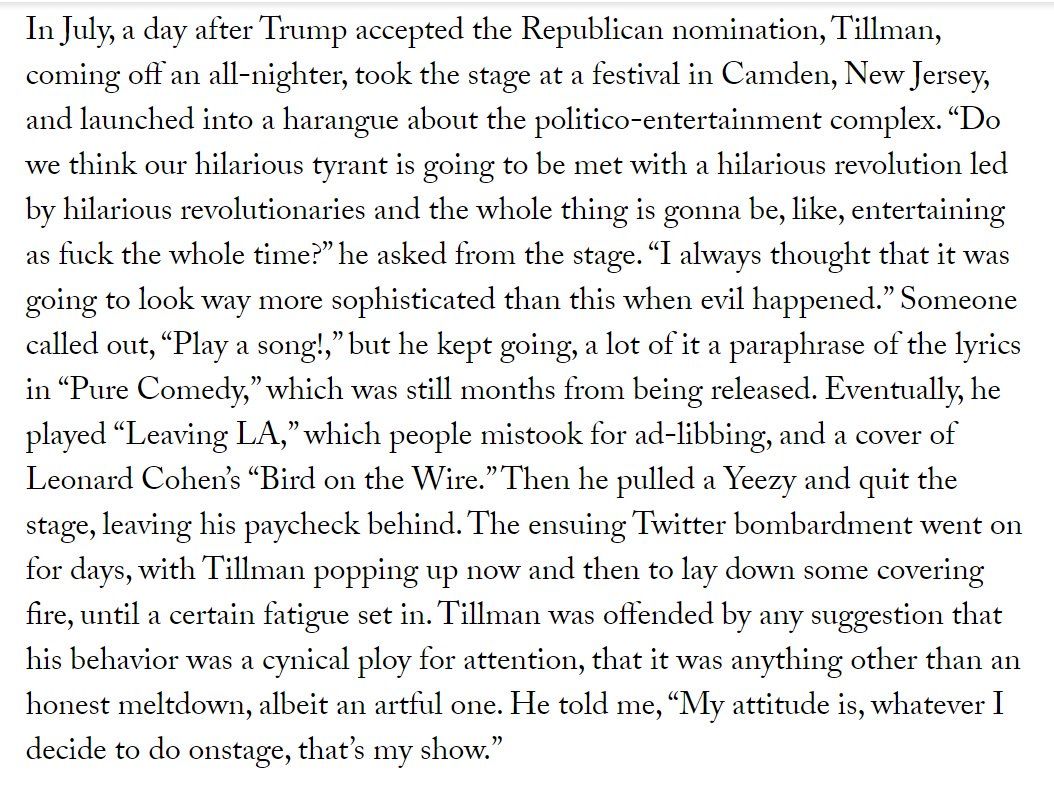 In July, a day after Trump accepted the Republican nomination, Tillman,
coming off an all-nighter, took the stage at a festival in Camden, New Jersey,
and launched into a harangue about the politico-entertainment complex. “Do
we think our hilarious tyrant is going to be met with a hilarious revolution led
by hilarious revolutionaries and the whole thing is gonna be, like, entertaining
as fuck the whole time?” he asked from the stage. “I always thought that it was
going to look way more sophisticated than this when evil happened.” Someone
called out, “Play a song!,” but he kept going, a lot of it a paraphrase of the lyrics
in “Pure Comedy,” which was still months from being released. Eventually, he
played “Leaving LA,” which people mistook for ad-libbing, and a cover of
Leonard Cohen’s “Bird on the Wire.” Then he pulled a Yeezy and quit the
stage, leaving his paycheck behind. The ensuing Twitter bombardment went on
for days, with Tillman popping up now and then to lay down some covering
fire, until a certain fatigue set in. Tillman was offended by any suggestion that
his behavior was a cynical ploy for attention, that it was anything other than an
honest meltdown, albeit an artful one. He told me, “My attitude is, whatever I
decide to do onstage, that’s my show.”